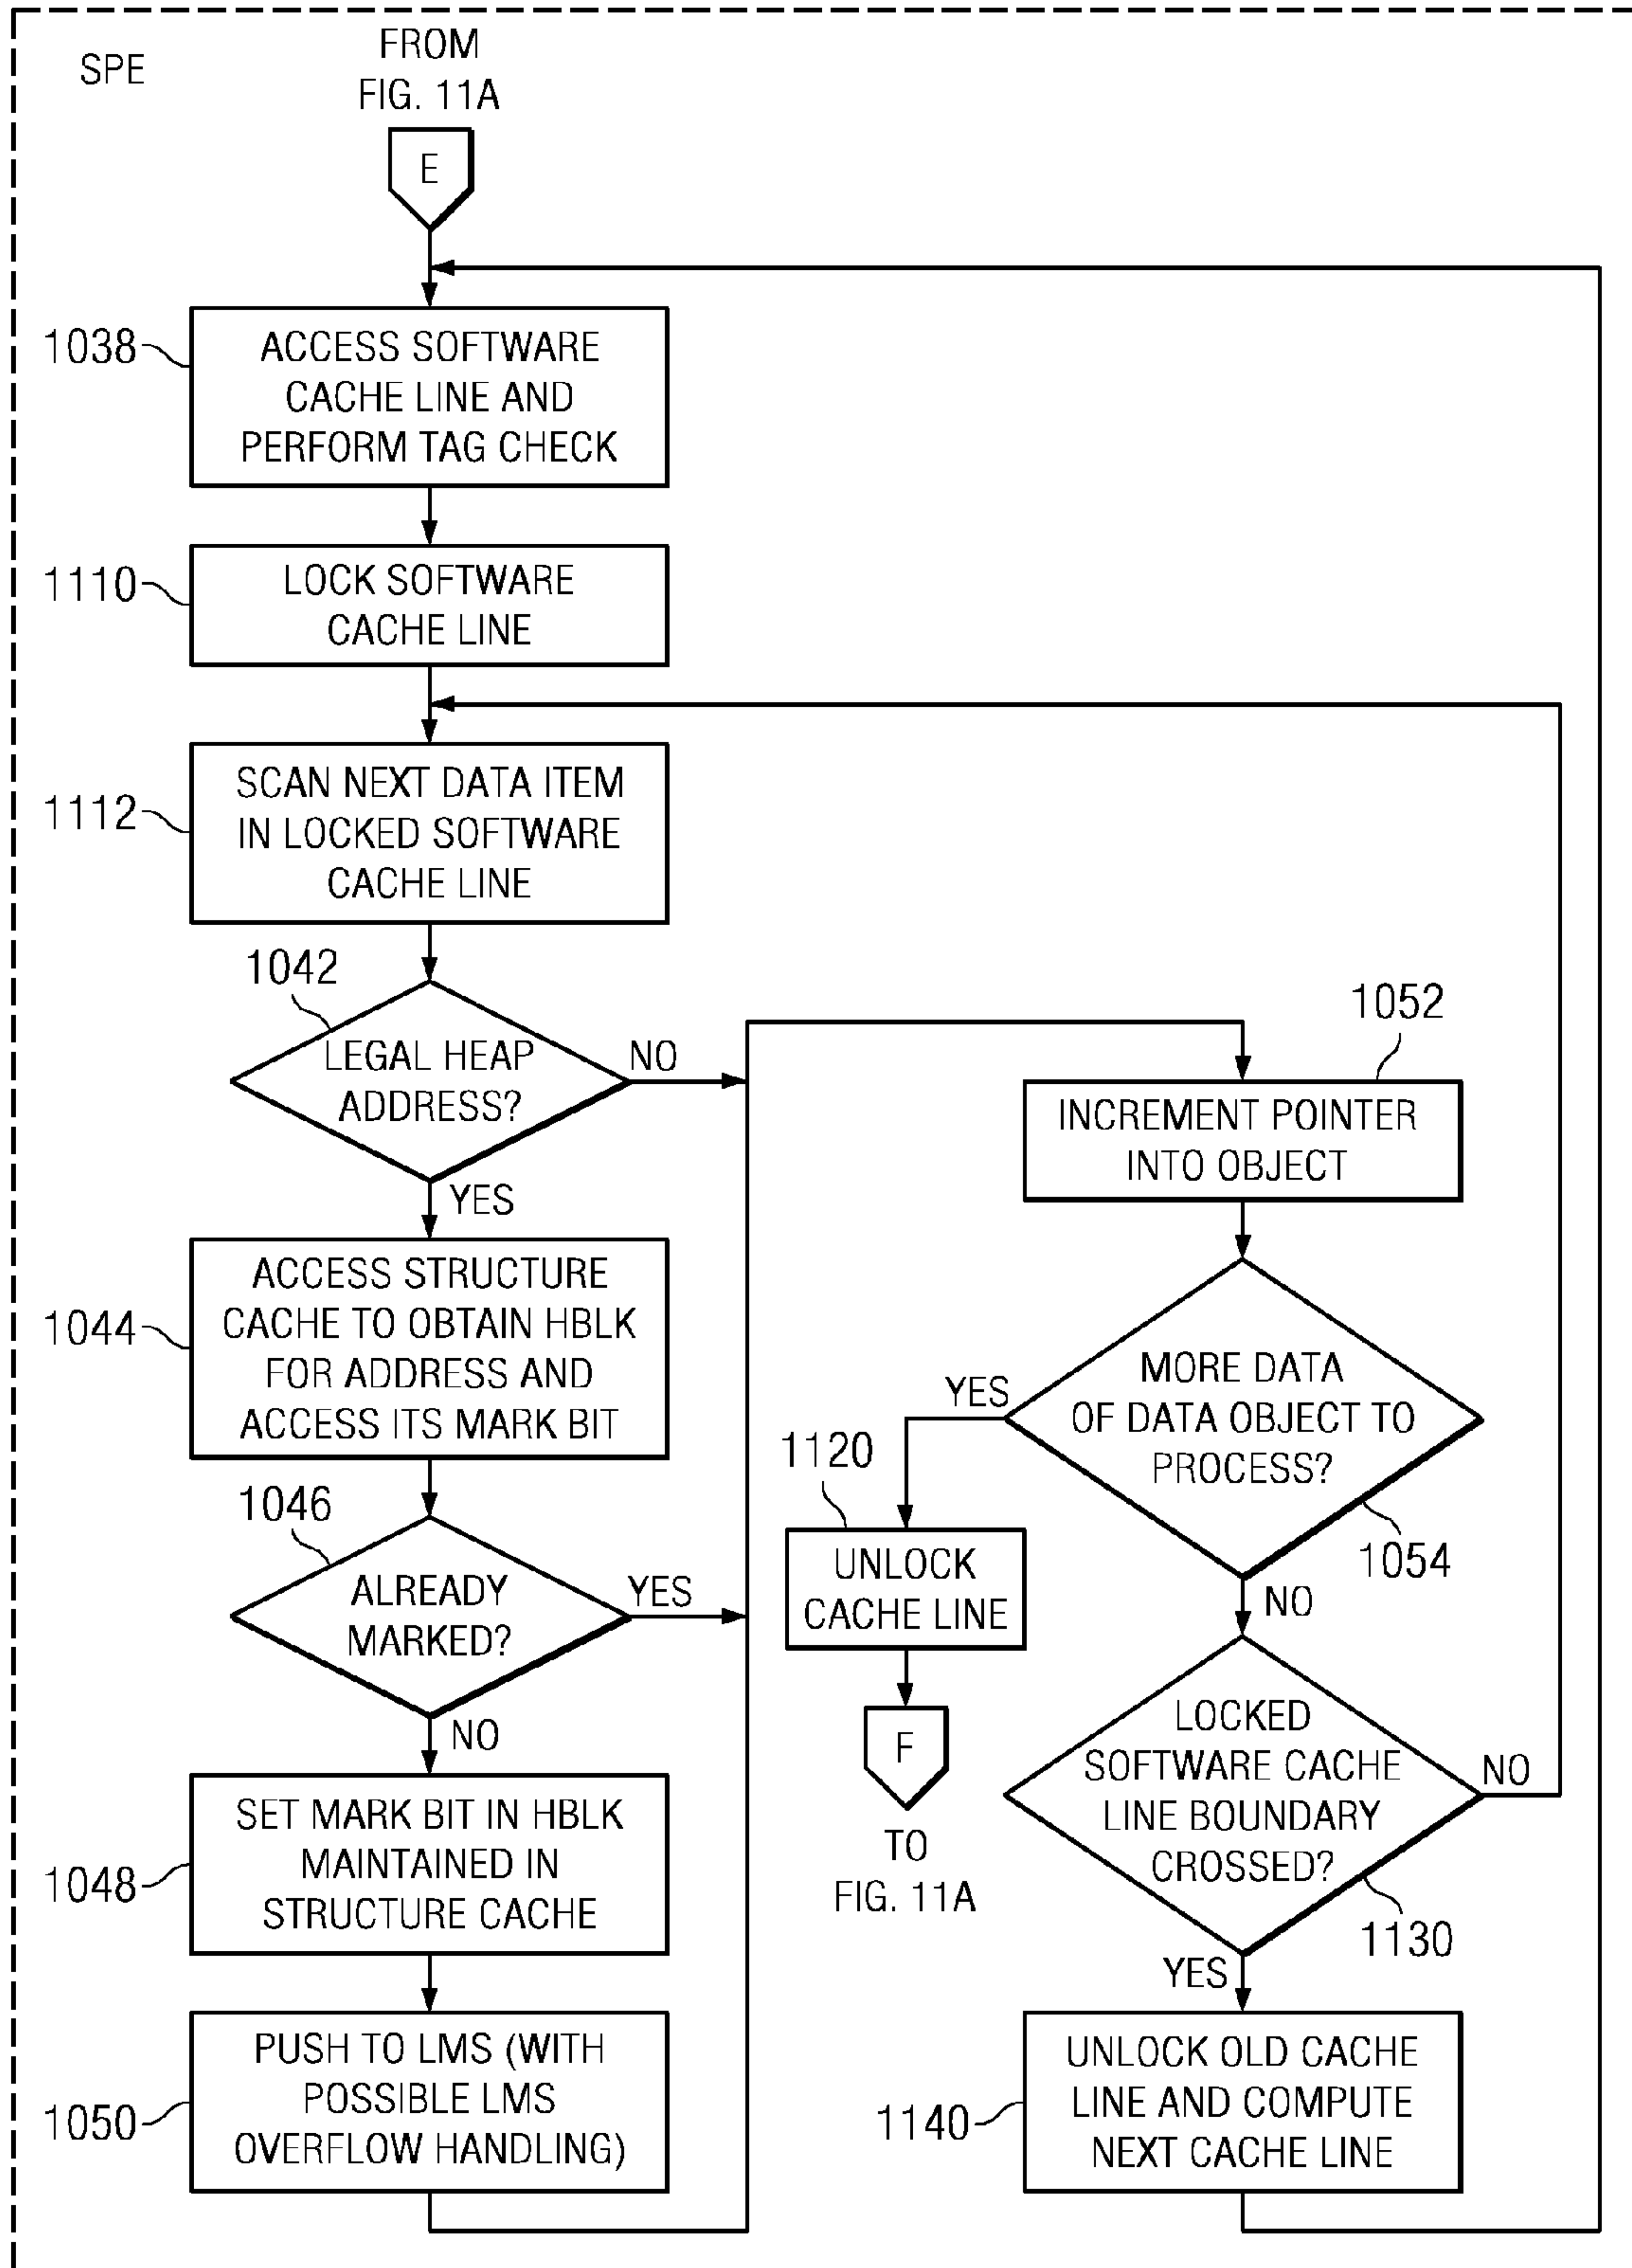 SPE
FROM
FIG. 11A
E
1038
ACCESS SOFTWARE
CACHE LINE AND
PERFORM TAG CHECK
1110
LOCK SOFTWARE
CACHE LINE
1112
SCAN NEXT DATA ITEM
IN LOCKED SOFTWARE
CACHE LINE
1042
LEGAL HEAP
ADDRESS?
NO
YES
1044
ACCESS STRUCTURE
CACHE TO OBTAIN HBLK
FOR ADDRESS AND
ACCESS ITS MARK BIT
1046
ALREADY
MARKED?
YES
NO
1048
SET MARK BIT IN HBLK
MAINTAINED IN
STRUCTURE CACHE
1050
PUSH TO LMS (WITH
POSSIBLE LMS
OVERFLOW HANDLING)
1052
INCREMENT POINTER
INTO OBJECT
MORE DATA
OF DATA OBJECT TO
PROCESS?
1054
YES
1120
UNLOCK
CACHE LINE
F
TO
FIG. 11A
NO
LOCKED
SOFTWARE CACHE
LINE BOUNDARY
CROSSED?
NO
1130
YES
1140
UNLOCK OLD CACHE
LINE AND COMPUTE
NEXT CACHE LINE